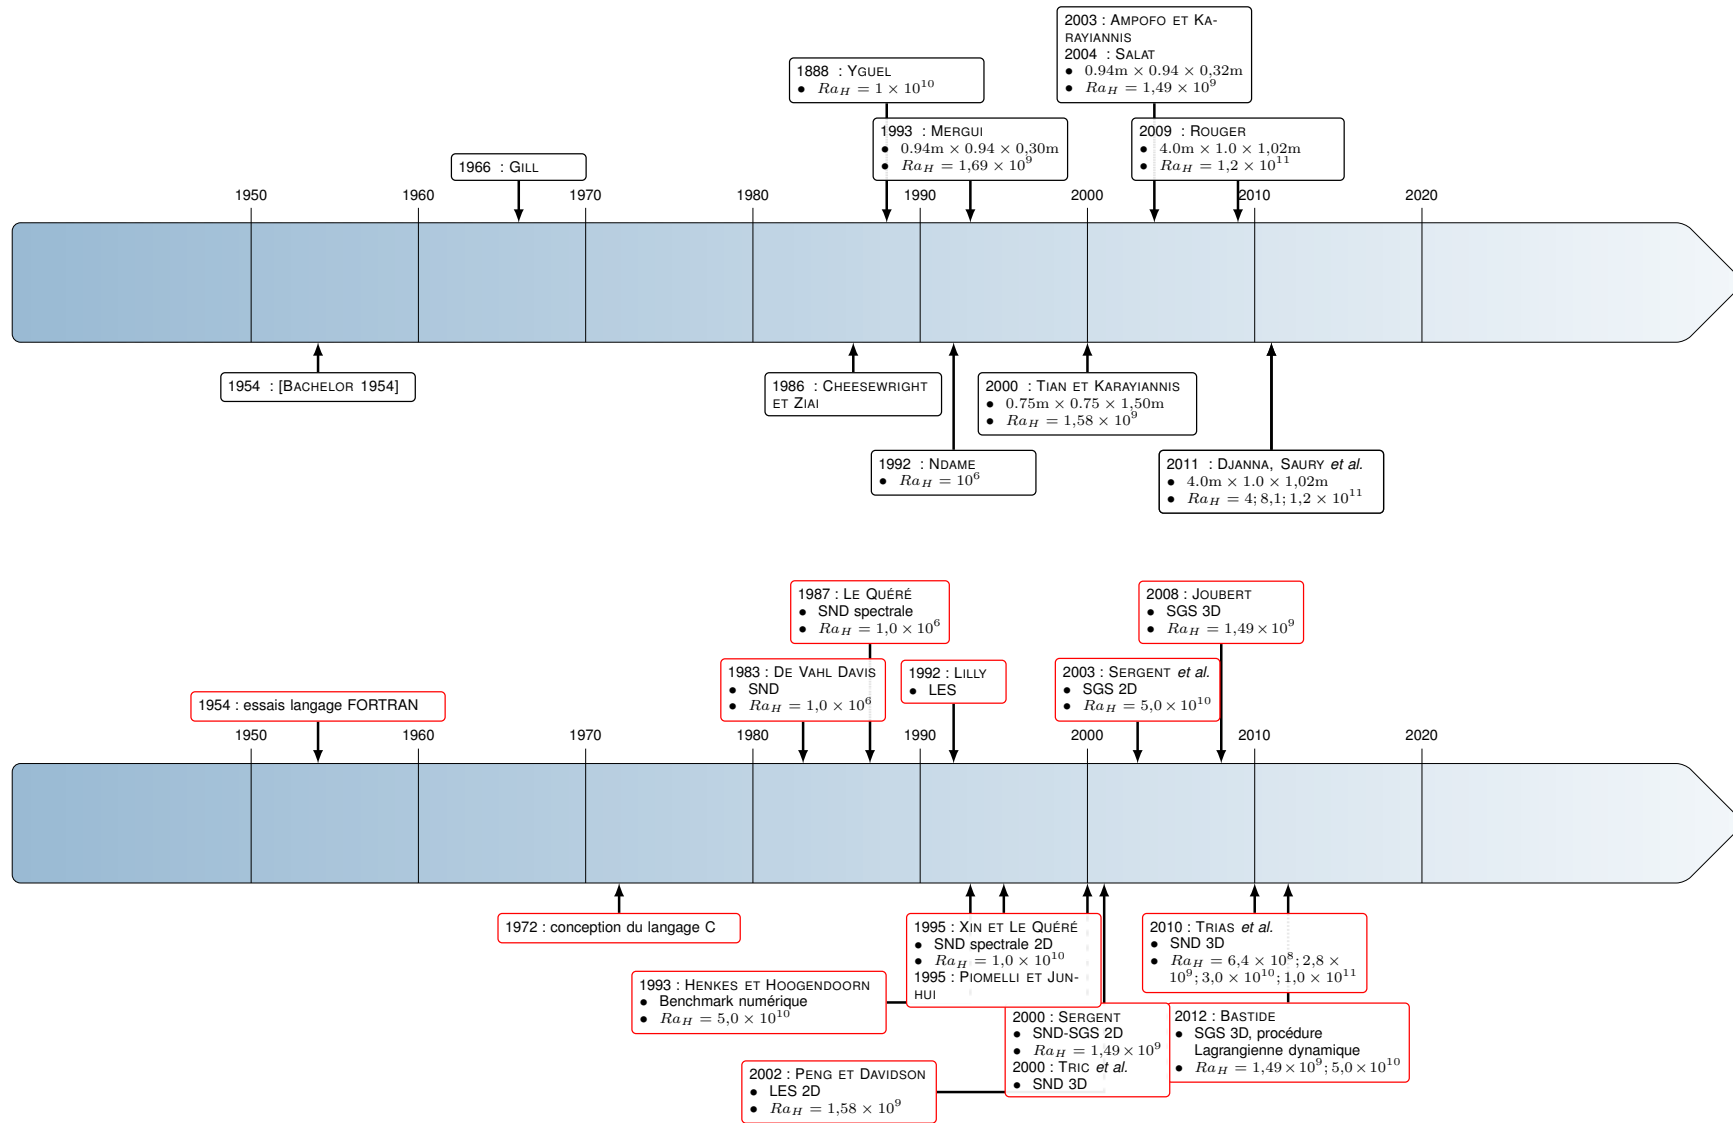 2003 : AMPOFO ET KA-
RAYIANNIS
2004 : SALAT
● 0.94m × 0.94 × 0,32m
● Ra_H = 1,49 × 10^9
1888 : YGUEL
● Ra_H = 1 × 10^10
1993 : MERGUI
● 0.94m × 0.94 × 0,30m
● Ra_H = 1,69 × 10^9
2009 : ROUGER
● 4.0m × 1.0 × 1,02m
● Ra_H = 1,2 × 10^11
1966 : GILL
1950 1960 1970 1980 1990 2000 2010 2020
1954 : [BACHELOR 1954]
1986 : CHEESEWRIGHT
ET ZIAI
2000 : TIAN ET KARAYIANNIS
● 0.75m × 0.75 × 1,50m
● Ra_H = 1,58 × 10^9
1992 : NDAME
● Ra_H = 10^6
2011 : DJANNA, SAURY et al.
● 4.0m × 1.0 × 1,02m
● Ra_H = 4; 8,1; 1,2 × 10^11
1987 : LE QUÉRÉ
● SND spectrale
● Ra_H = 1,0 × 10^6
2008 : JOUBERT
● SGS 3D
● Ra_H = 1,49 × 10^9
1983 : DE VAHL DAVIS
● SND
● Ra_H = 1,0 × 10^6
1992 : LILLY
● LES
2003 : SERGENT et al.
● SGS 2D
● Ra_H = 5,0 × 10^10
1954 : essais langage FORTRAN
1950 1960 1970 1980 1990 2000 2010 2020
1972 : conception du langage C
1995 : XIN ET LE QUÉRÉ
● SND spectrale 2D
● Ra_H = 1,0 × 10^10
1995 : PIOMELLI ET JUN-
HUI
2010 : TRIAS et al.
● SND 3D
● Ra_H = 6,4 × 10^8; 2,8 ×
10^9; 3,0 × 10^10; 1,0 × 10^11
1993 : HENKES ET HOOGENDOORN
● Benchmark numérique
● Ra_H = 5,0 × 10^10
2000 : SERGENT
● SND-SGS 2D
● Ra_H = 1,49 × 10^9
2000 : TRIC et al.
● SND 3D
2012 : BASTIDE
● SGS 3D, procédure
Lagrangienne dynamique
● Ra_H = 1,49 × 10^9; 5,0 × 10^10
2002 : PENG ET DAVIDSON
● LES 2D
● Ra_H = 1,58 × 10^9